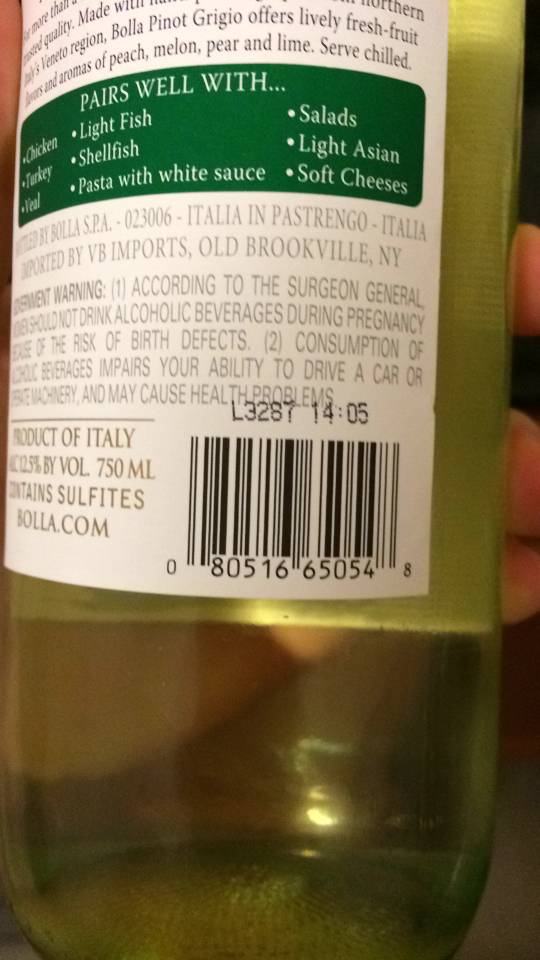 more than
quality. Made with northern
Veneto region, Bolla Pinot Grigio offers lively fresh-fruit
and aromas of peach, melon, pear and lime. Serve chilled.
PAIRS WELL WITH...
•Chicken
•Turkey
•Veal
•Light Fish
•Shellfish
•Pasta with white sauce
•Salads
•Light Asian
•Soft Cheeses
BY BOLLA S.P.A. - 023006 - ITALIA IN PASTRENGO - ITALIA
IMPORTED BY VB IMPORTS, OLD BROOKVILLE, NY
WARNING: (1) ACCORDING TO THE SURGEON GENERAL,
SHOULD NOT DRINK ALCOHOLIC BEVERAGES DURING PREGNANCY
OF THE RISK OF BIRTH DEFECTS. (2) CONSUMPTION OF
BEVERAGES IMPAIRS YOUR ABILITY TO DRIVE A CAR OR
MACHINERY, AND MAY CAUSE HEALTH PROBLEMS.
L3287 14:05
PRODUCT OF ITALY
12.5% BY VOL. 750 ML
CONTAINS SULFITES
BOLLA.COM
0 80516 65054 8